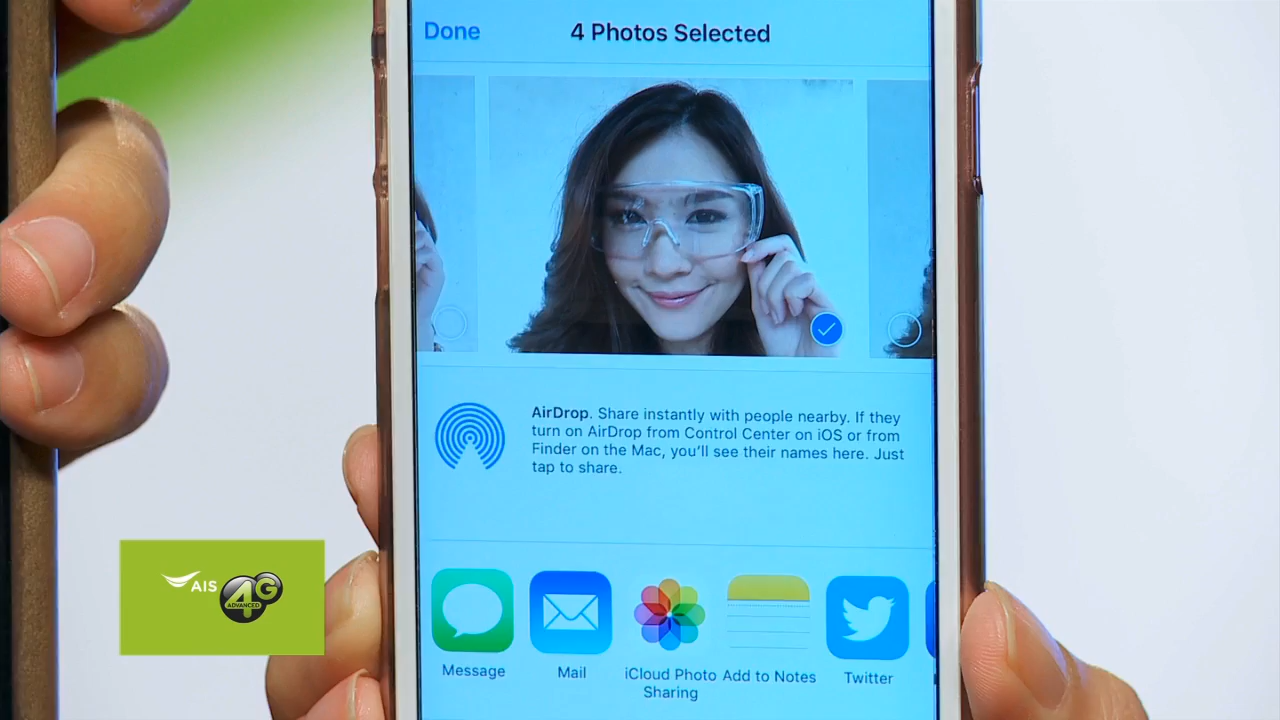 Done
4 Photos Selected
AirDrop. Share instantly with people nearby. If they
turn on AirDrop from Control Center on iOS or from
Finder on the Mac, you'll see their names here. Just
tap to share.
Message
Mail
iCloud Photo
Sharing
Add to Notes
Twitter
AIS
4G
ADVANCED